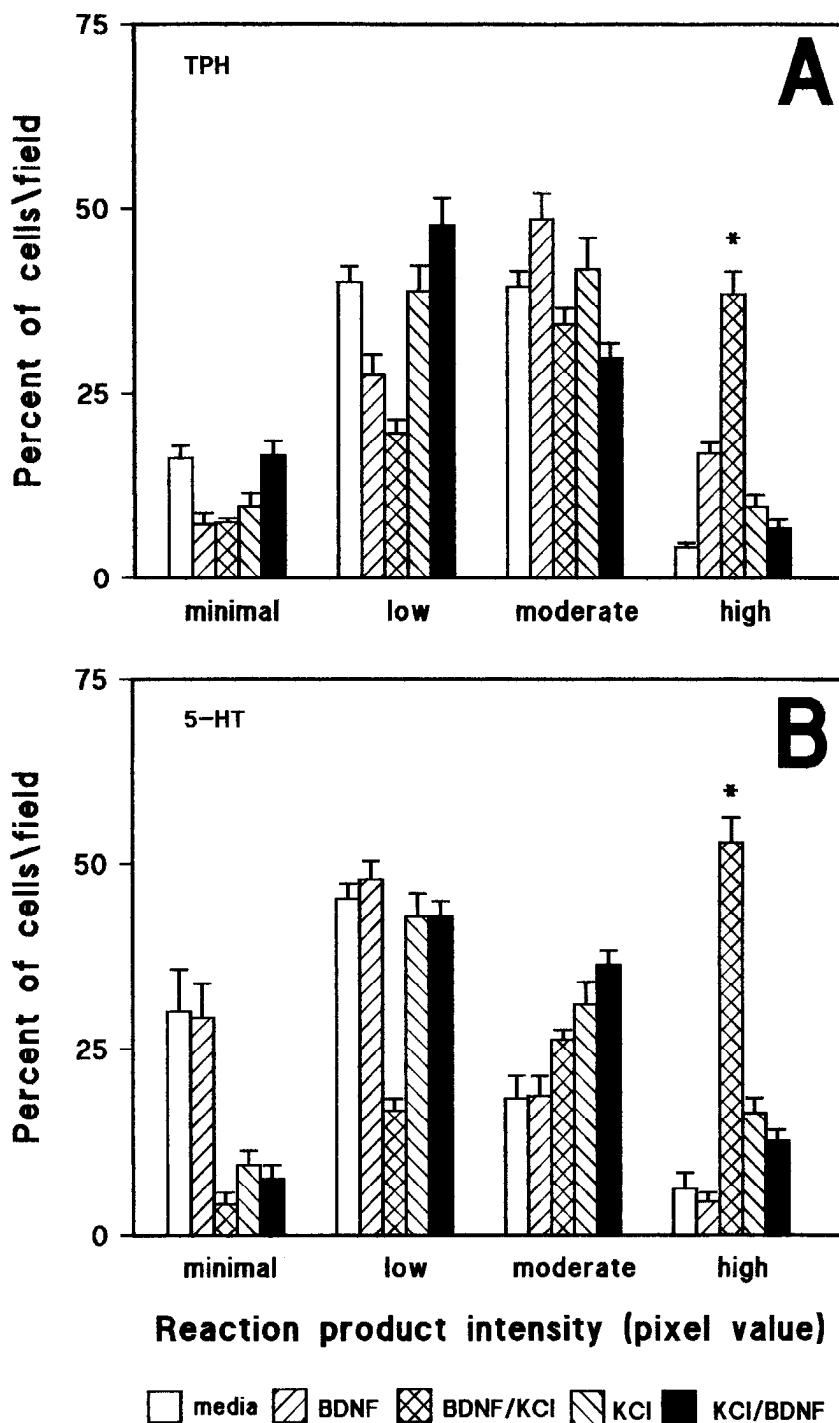 75
TPH
A
50
25
0
Percent of cells\field
*
minimal low moderate high
75
5-HT
B
50
25
0
Percent of cells\field
*
minimal low moderate high
Reaction product intensity (pixel value)
media BDNF BDNF/KCl KCl KCl/BDNF